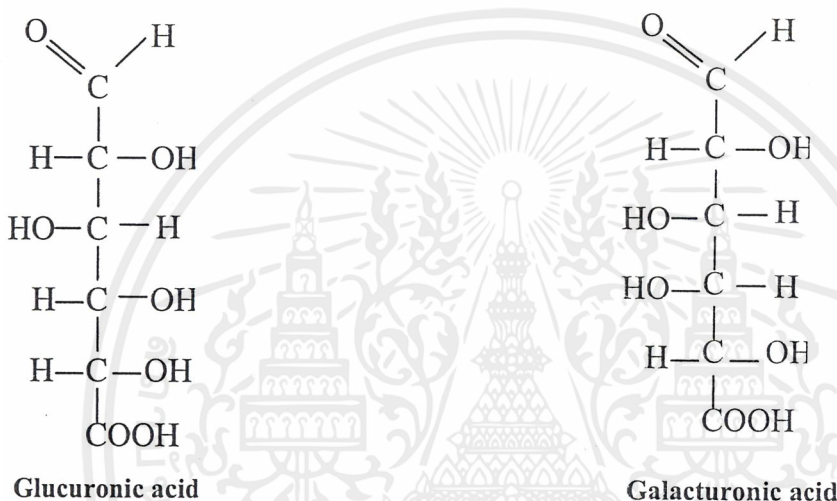 O H
C
H—C—OH
HO—C—H
H—C—OH
H—C—OH
COOH
Glucuronic acid
O H
C
H—C—OH
HO—C—H
HO—C—H
H—C—OH
COOH
Galacturonic acid